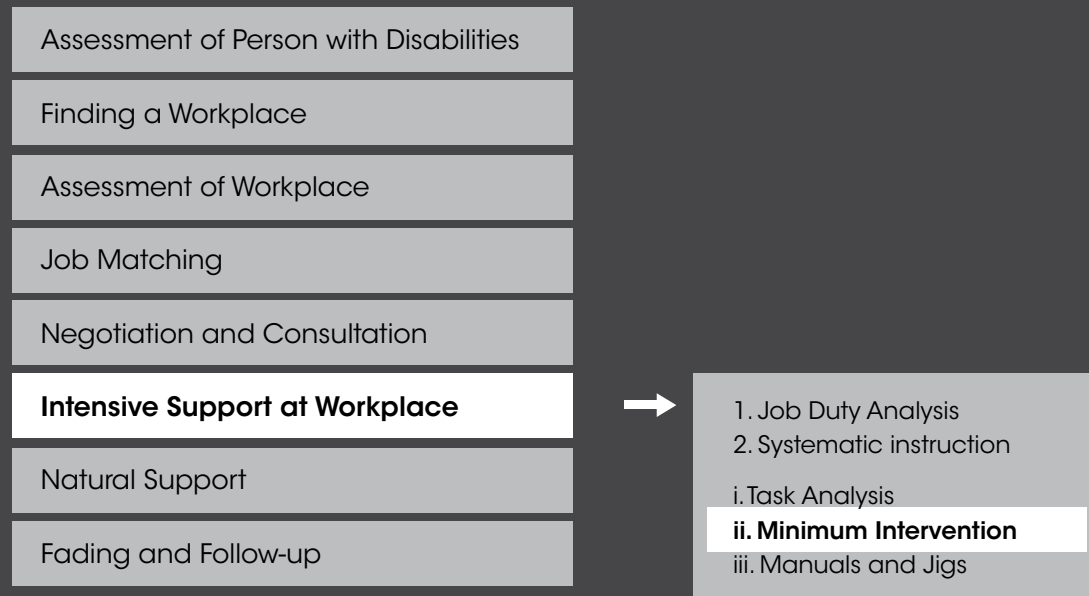 Assessment of Person with Disabilities
Finding a Workplace
Assessment of Workplace
Job Matching
Negotiation and Consultation
Intensive Support at Workplace
Natural Support
Fading and Follow-up
1. Job Duty Analysis
2. Systematic instruction
i. Task Analysis
ii. Minimum Intervention
iii. Manuals and Jigs